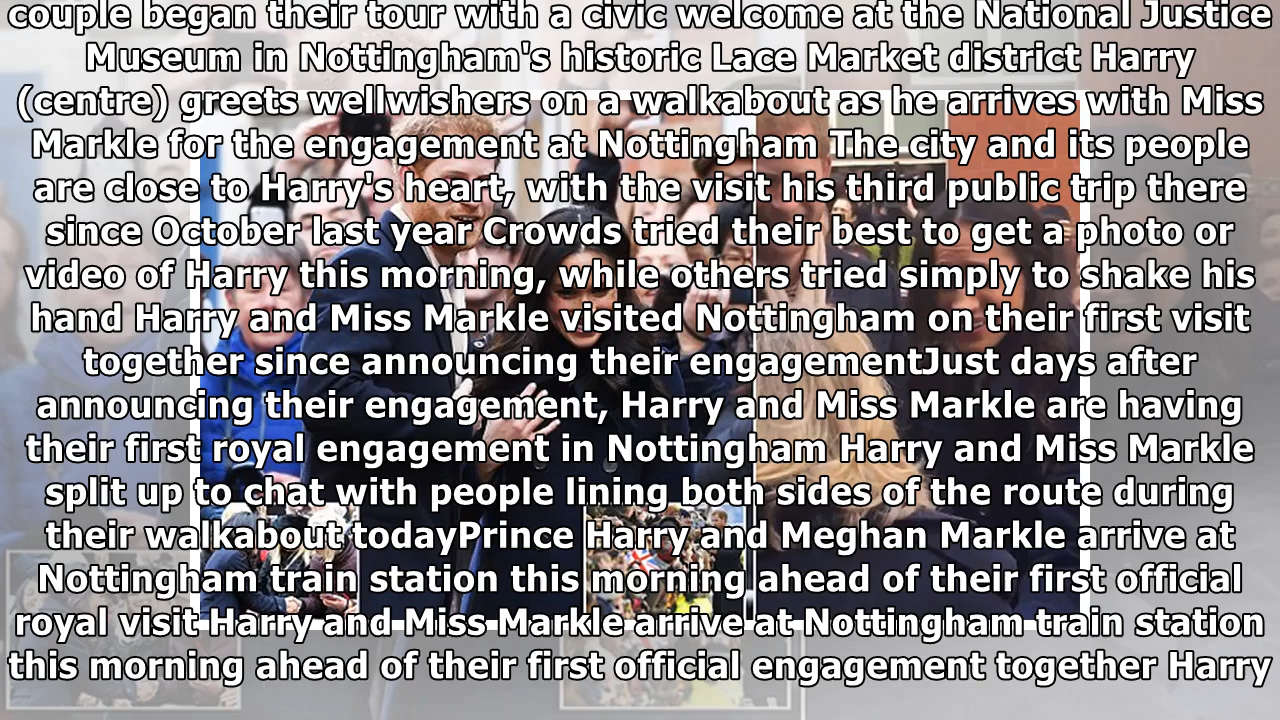 couple began their tour with a civic welcome at the National Justice
Museum in Nottingham's historic Lace Market district Harry
(centre) greets wellwishers on a walkabout as he arrives with Miss
Markle for the engagement at Nottingham The city and its people
are close to Harry's heart, with the visit his third public trip there
since October last year Crowds tried their best to get a photo or
video of Harry this morning, while others tried simply to shake his
hand Harry and Miss Markle visited Nottingham on their first visit
together since announcing their engagementJust days after
announcing their engagement, Harry and Miss Markle are having
their first royal engagement in Nottingham Harry and Miss Markle
split up to chat with people lining both sides of the route during
their walkabout todayPrince Harry and Meghan Markle arrive at
Nottingham train station this morning ahead of their first official
royal visit Harry and Miss Markle arrive at Nottingham train station
this morning ahead of their first official engagement together Harry